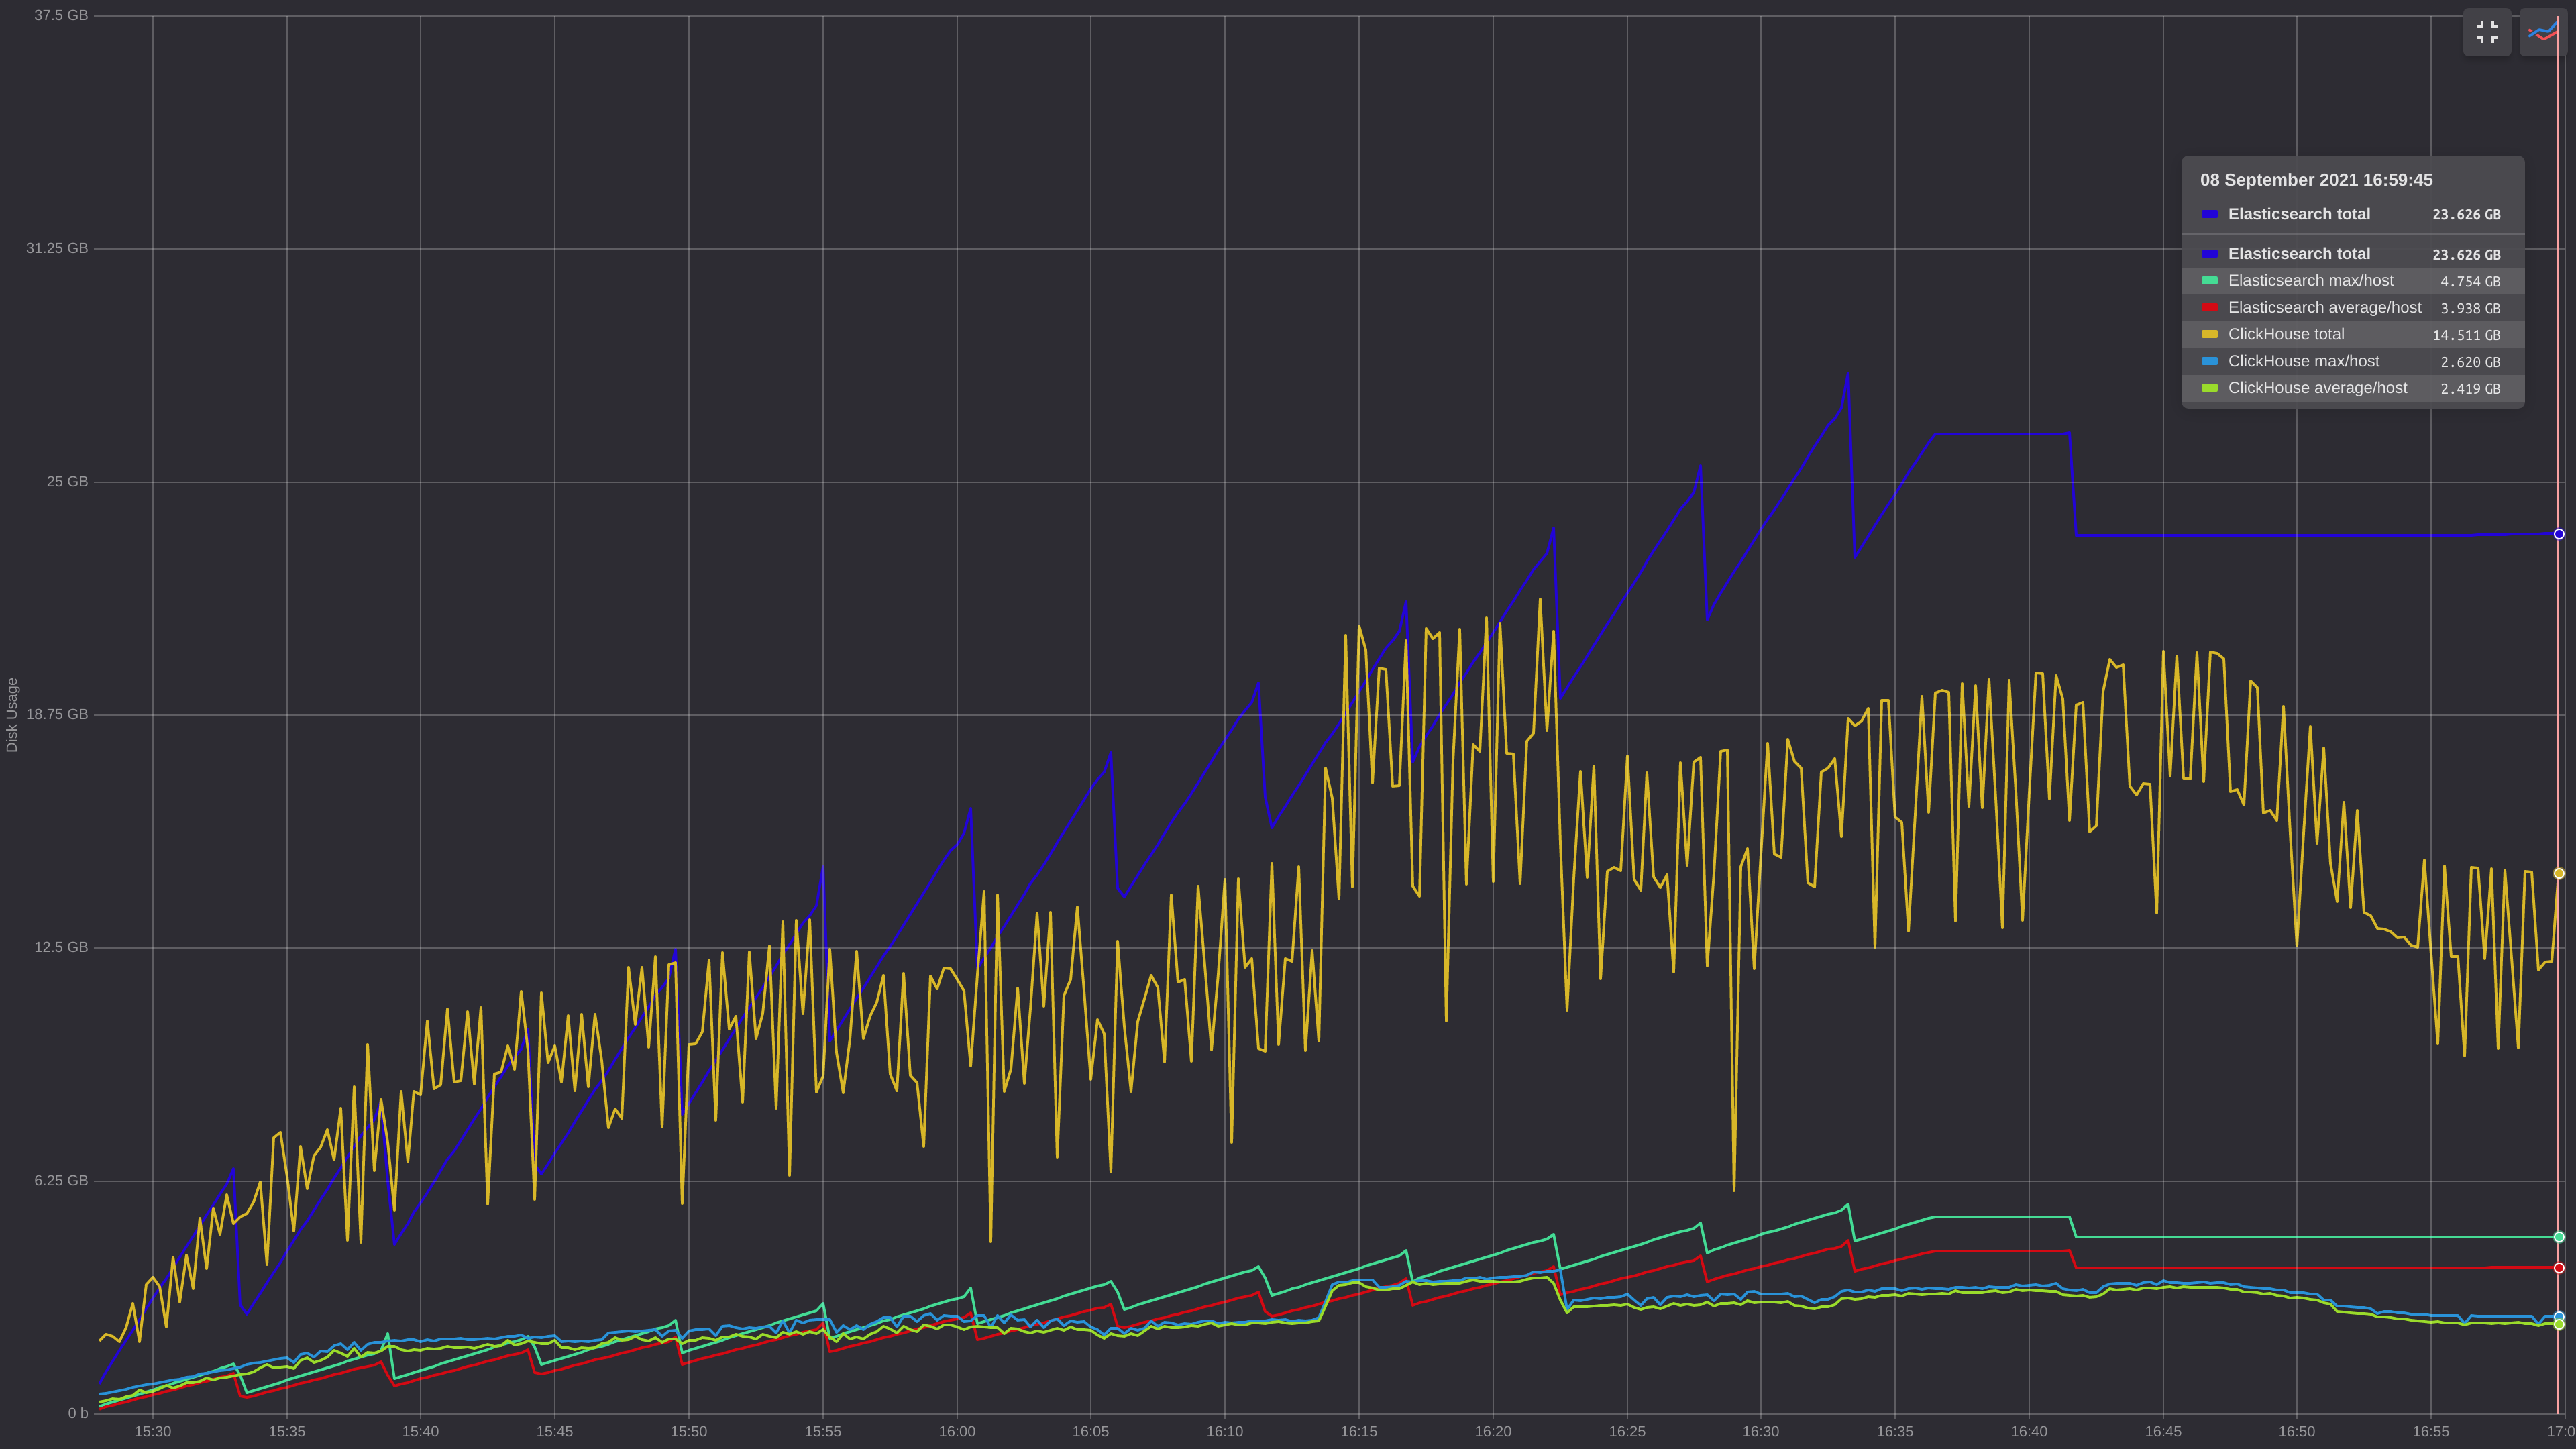 37.5 GB
31.25 GB
25 GB
18.75 GB
12.5 GB
6.25 GB
0 b
Disk Usage
08 September 2021 16:59:45
Elasticsearch total 23.626 GB
Elasticsearch total 23.626 GB
Elasticsearch max/host 4.754 GB
Elasticsearch average/host 3.938 GB
ClickHouse total 14.511 GB
ClickHouse max/host 2.620 GB
ClickHouse average/host 2.419 GB
15:30 15:35 15:40 15:45 15:50 15:55 16:00 16:05 16:10 16:15 16:20 16:25 16:30 16:35 16:40 16:45 16:50 16:55 17:0